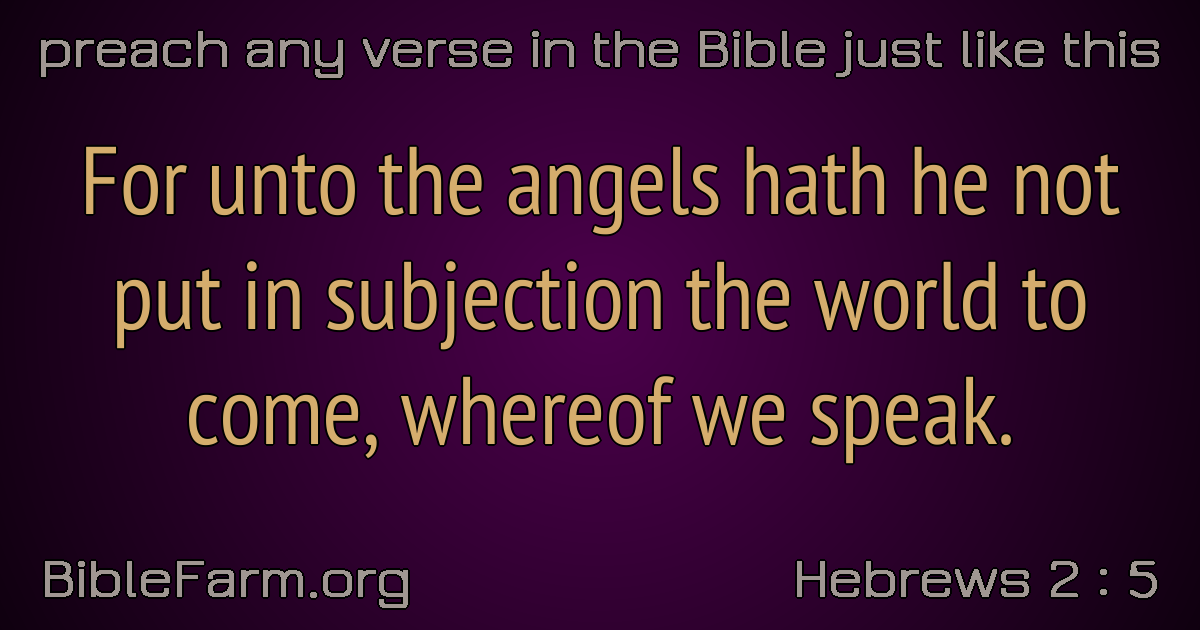 preach any verse in the Bible just like this
For unto the angels hath he not
put in subjection the world to
come, whereof we speak.
BibleFarm.org
Hebrews 2 : 5